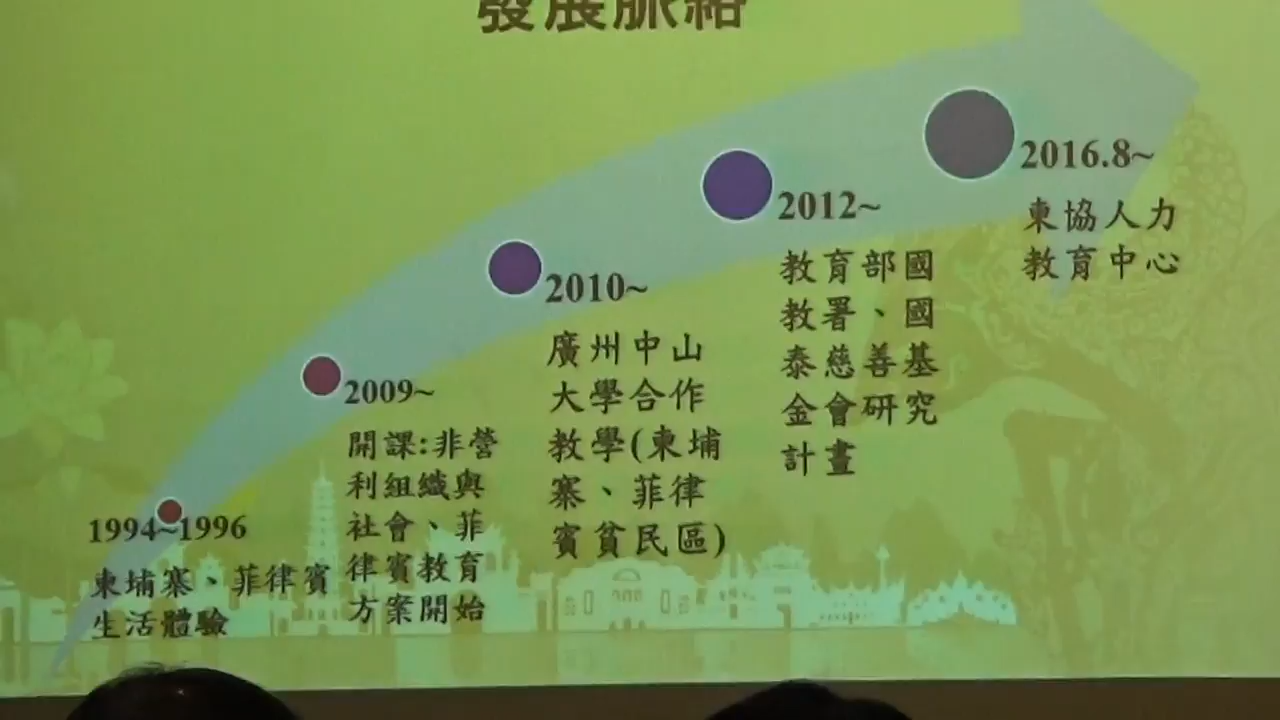 發展脈絡
1994~1996
柬埔寨、菲律賓
生活體驗
2009~
開課:非營
利組織與
社會、菲
律賓教育
方案開始
2010~
廣州中山
大學合作
教學(柬埔
寨、菲律
賓貧民區)
2012~
教育部國
教署、國
泰慈善基
金會研究
計畫
2016.8~
東協人力
教育中心